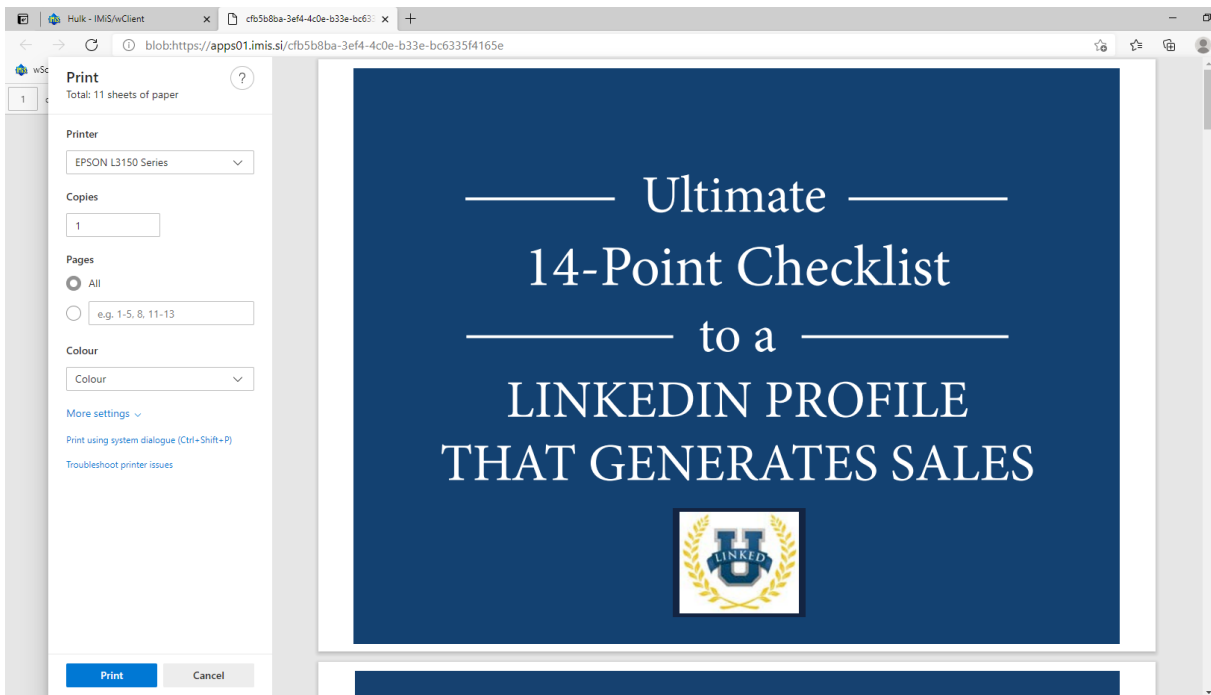 Hulk - IMiS/wClient
cfb5b8ba-3ef4-4c0e-b33e-bc63
blob:https://apps01.imis.si/cfb5b8ba-3ef4-4c0e-b33e-bc6335f4165e
wSc
1
Print
?
Total: 11 sheets of paper
Printer
EPSON L3150 Series
Copies
1
Pages
All
e.g. 1-5, 8, 11-13
Colour
Colour
More settings
Print using system dialogue (Ctrl+Shift+P)
Troubleshoot printer issues
Print
Cancel
Ultimate
14-Point Checklist
to a
LINKEDIN PROFILE
THAT GENERATES SALES
U
LINKED